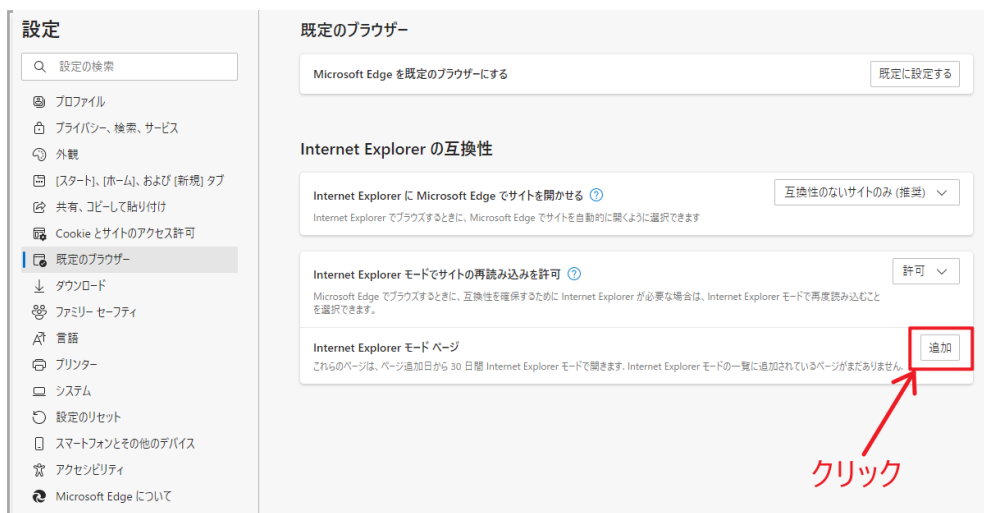 設定
設定の検索
プロファイル
プライバシー、検索、サービス
外観
[スタート]、[ホーム]、および [新規] タブ
共有、コピーして貼り付け
Cookie とサイトのアクセス許可
既定のブラウザー
ダウンロード
ファミリー セーフティ
言語
プリンター
システム
設定のリセット
スマートフォンとその他のデバイス
アクセシビリティ
Microsoft Edge について
既定のブラウザー
Microsoft Edge を既定のブラウザーにする
既定に設定する
Internet Explorer の互換性
Internet Explorer に Microsoft Edge でサイトを開かせる
互換性のないサイトのみ (推奨)
Internet Explorer でブラウズするときに、Microsoft Edge でサイトを自動的に開くように選択できます
Internet Explorer モードでサイトの再読み込みを許可
許可
Microsoft Edge でブラウズするときに、互換性を確保するために Internet Explorer が必要な場合は、Internet Explorer モードで再度読み込むこと
を選択できます。
Internet Explorer モード ページ
追加
これらのページは、ページ追加日から 30 日間 Internet Explorer モードで開きます. Internet Explorer モードの一覧に追加されているページがまだありません.
クリック